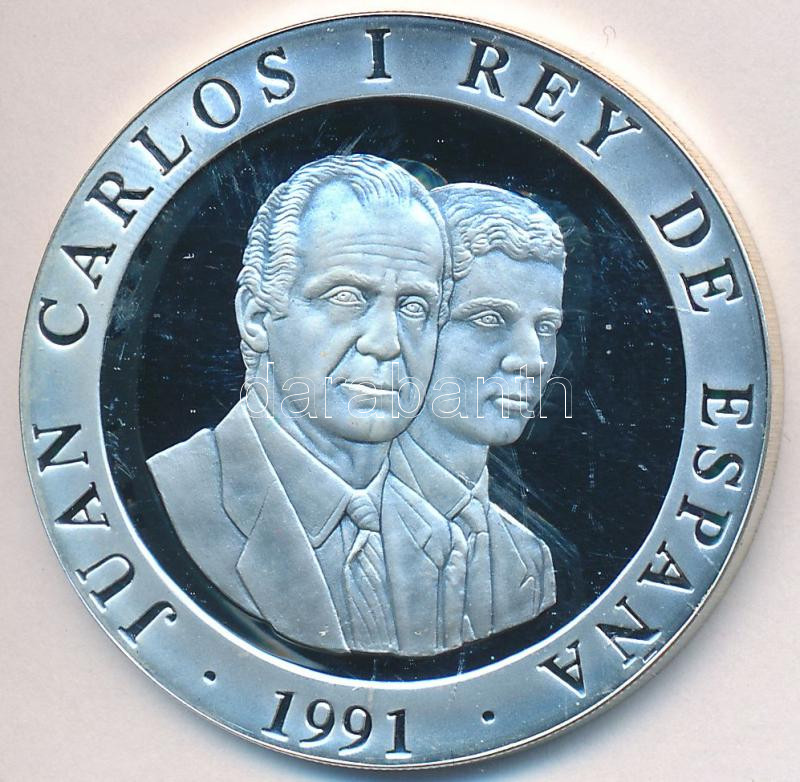 JUAN CARLOS I REY DE ESPAÑA
· 1991 ·
darabanth